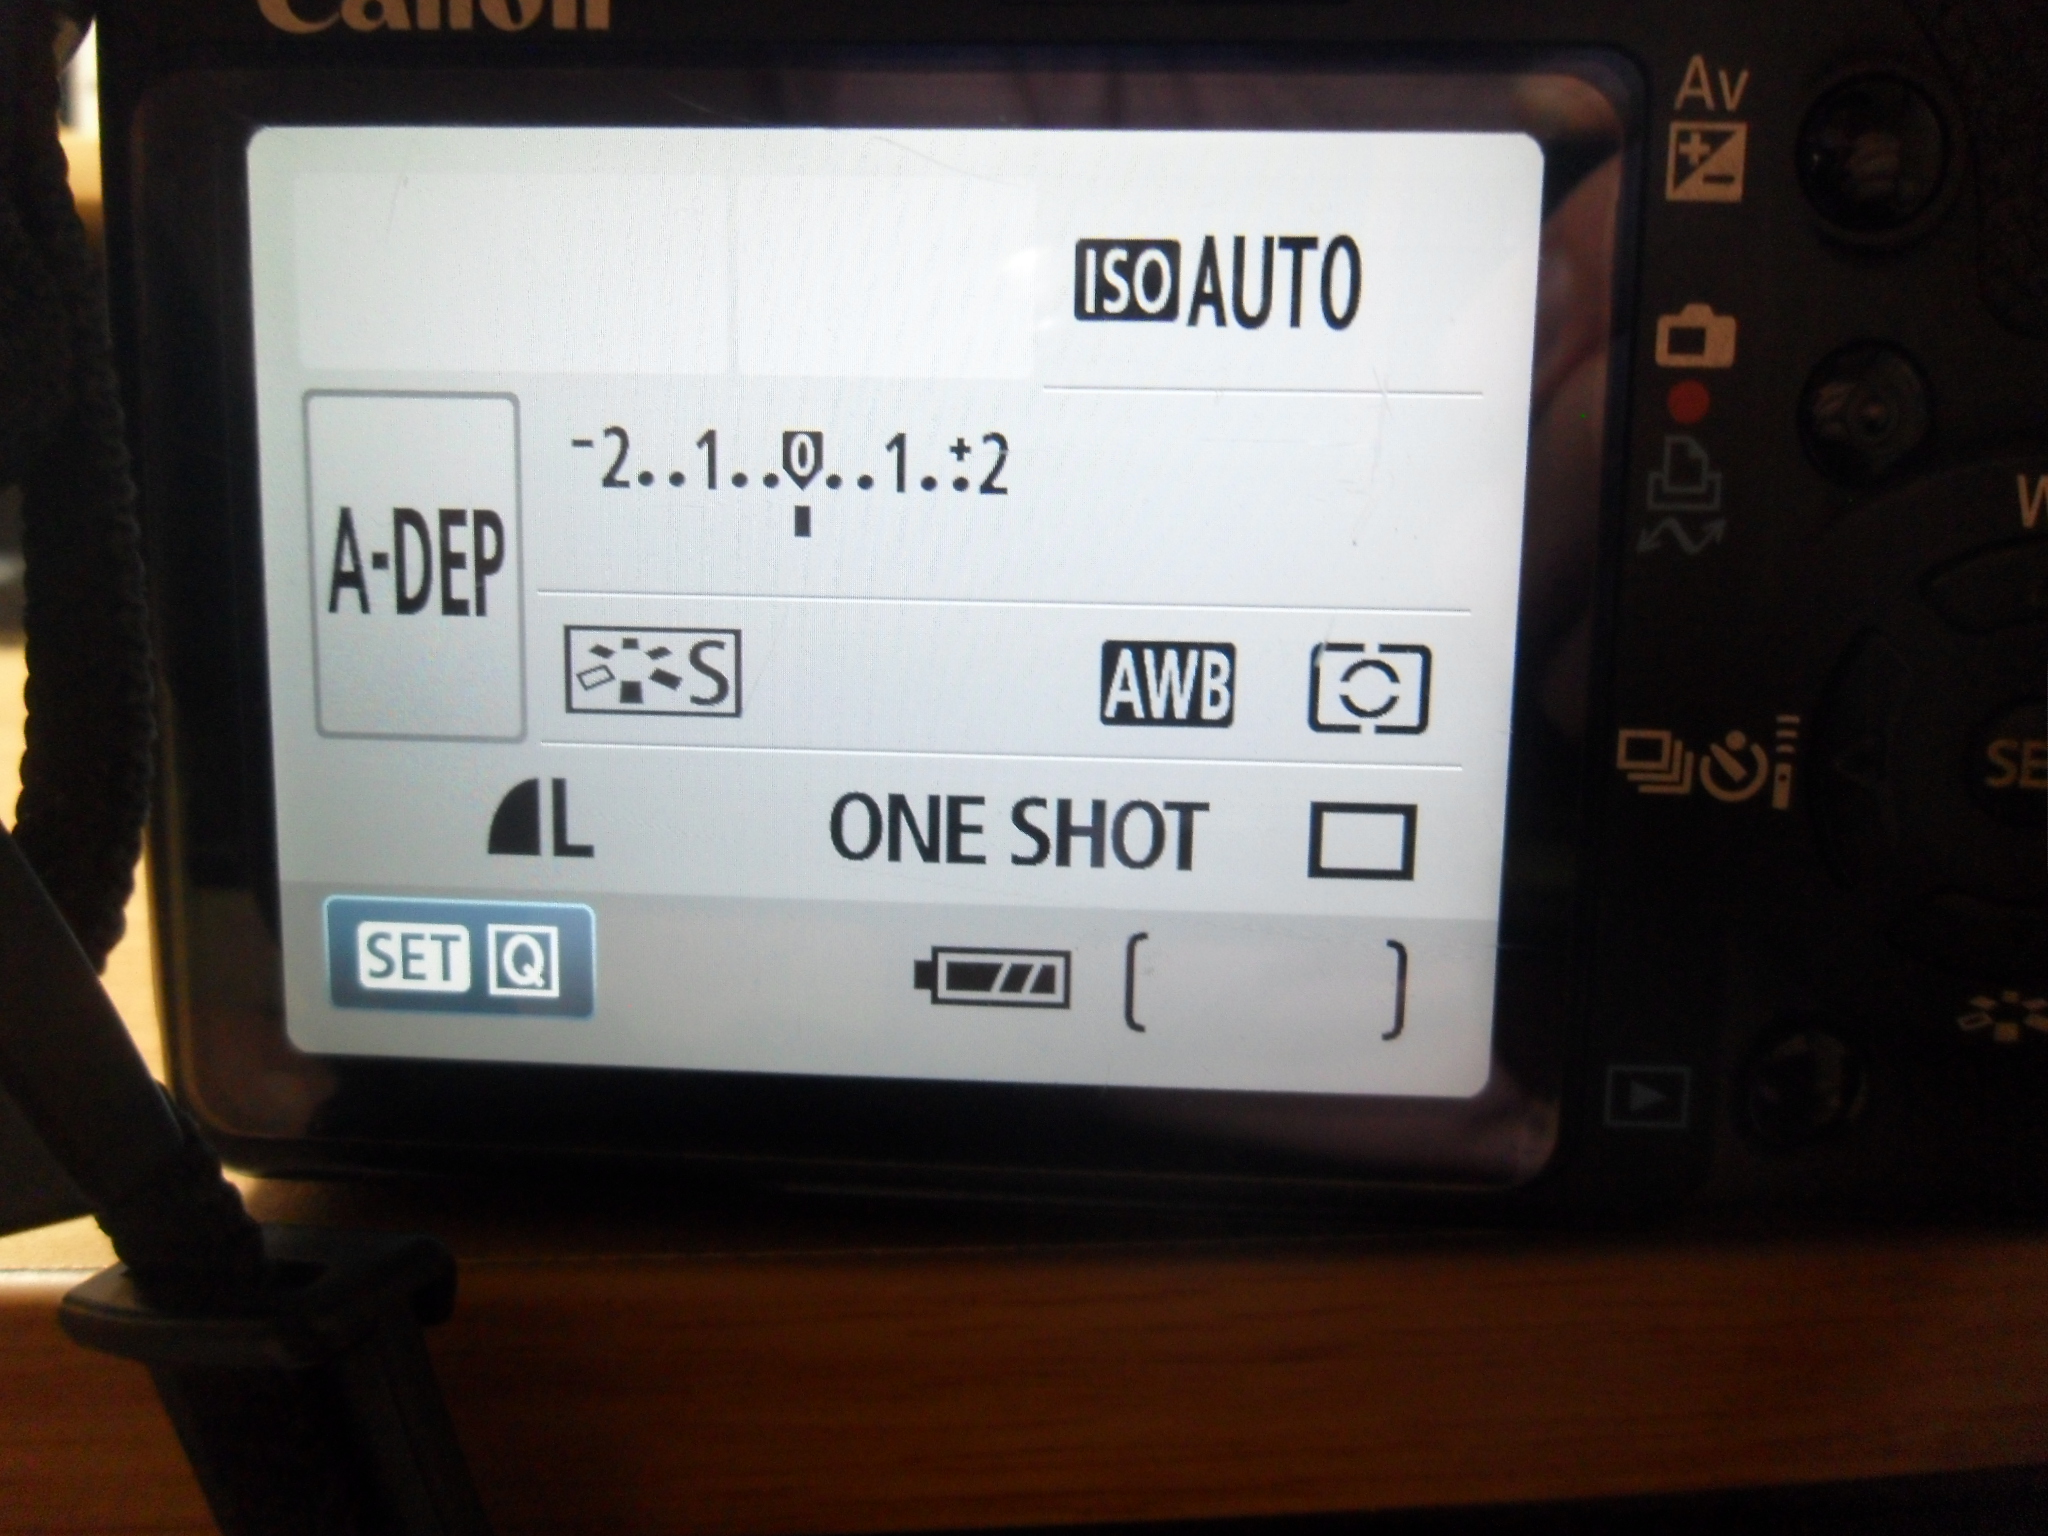 Canon
Av
ISO AUTO
-2..1..0..1.:+2
A-DEP
S
AWB
L
ONE SHOT
SET Q